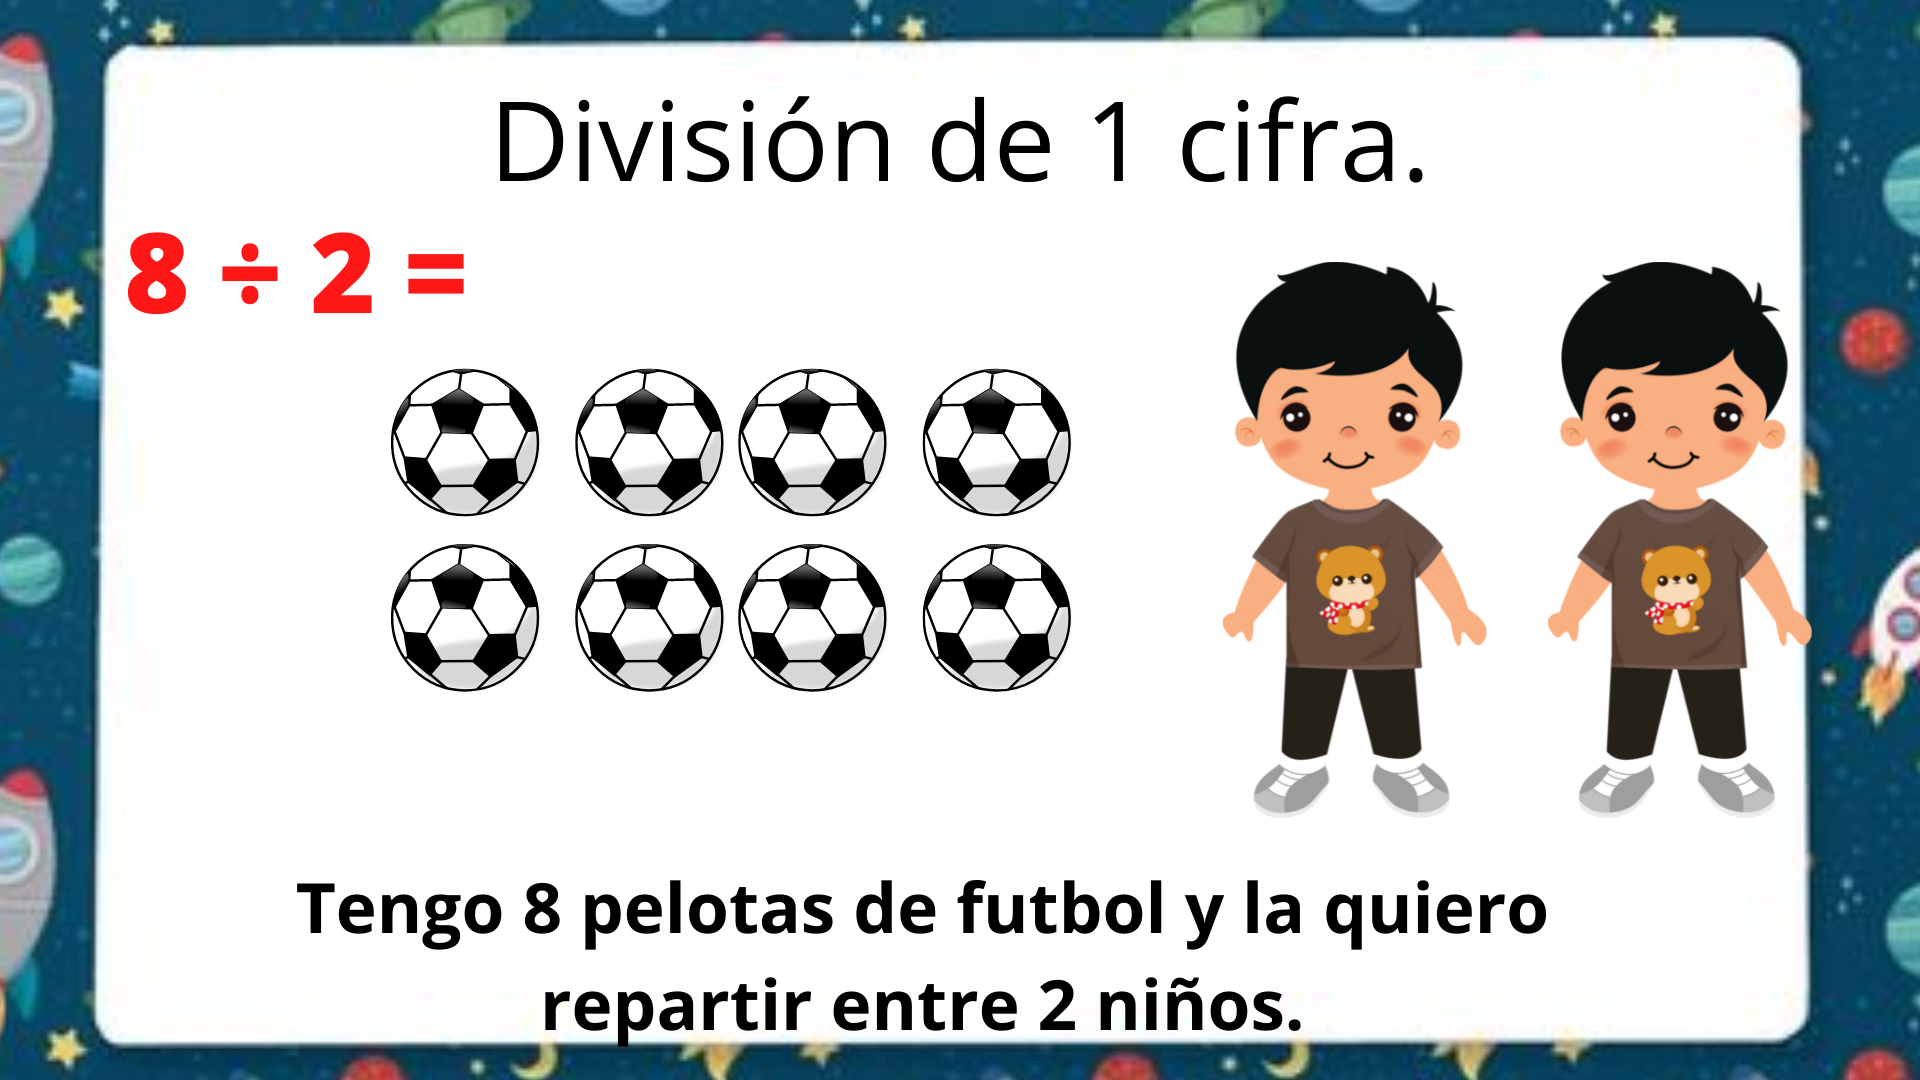 División de 1 cifra.
8 ÷ 2 =
Tengo 8 pelotas de futbol y la quiero
repartir entre 2 niños.